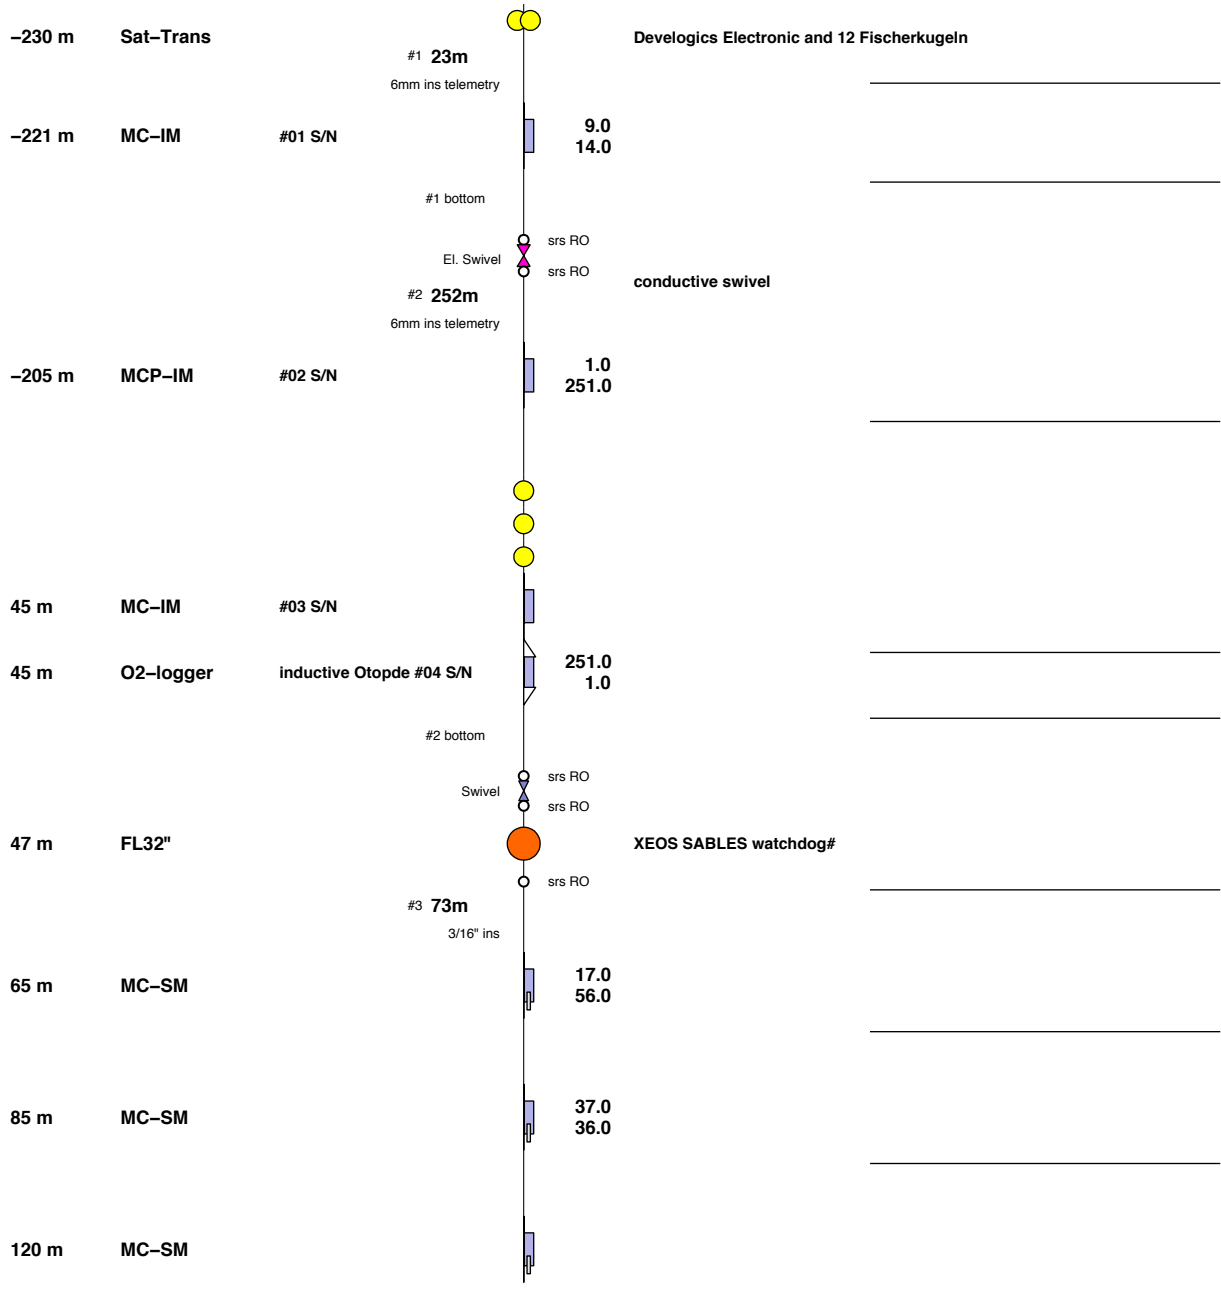 −230 m Sat−Trans Develogics Electronic and 12 Fischerkugeln
#1 23m
6mm ins telemetry
−221 m MC−IM #01 S/N 9.0
14.0
#1 bottom
srs RO
El. Swivel
srs RO
conductive swivel
#2 252m
6mm ins telemetry
−205 m MCP−IM #02 S/N 1.0
251.0
45 m MC−IM #03 S/N
45 m O2−logger inductive Otopde #04 S/N 251.0
1.0
#2 bottom
srs RO
Swivel
srs RO
47 m FL32" XEOS SABLES watchdog#
srs RO
#3 73m
3/16" ins
65 m MC−SM 17.0
56.0
85 m MC−SM 37.0
36.0
120 m MC−SM